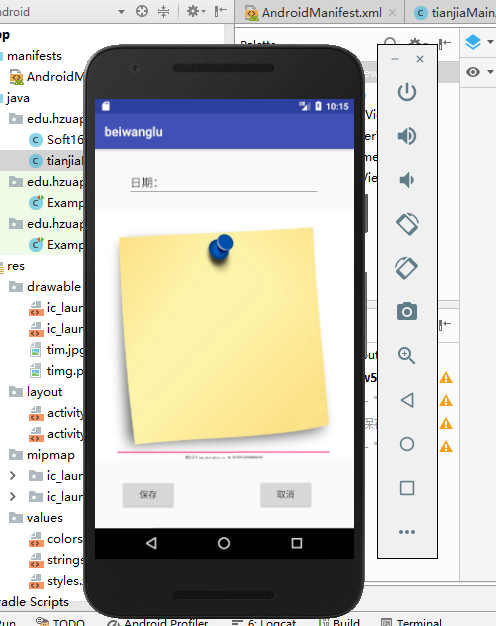 ndroid
AndroidManifest.xml
tianjiaMain
pp
Palette
manifests
AndroidM
java
edu.hzuap
Soft16
tianjiaM
edu.hzuap
Examp
edu.hzuap
Examp
res
drawable
ic_laun
ic_laun
tim.jpg
timg.p
layout
activity
activity
mipmap
ic_laun
ic_laun
values
colors
strings
styles.
adle Scripts
10:15
beiwanglu
日期:
保存
取消
Run
TODO
Android Profiler
6: Logcat
Build
Terminal